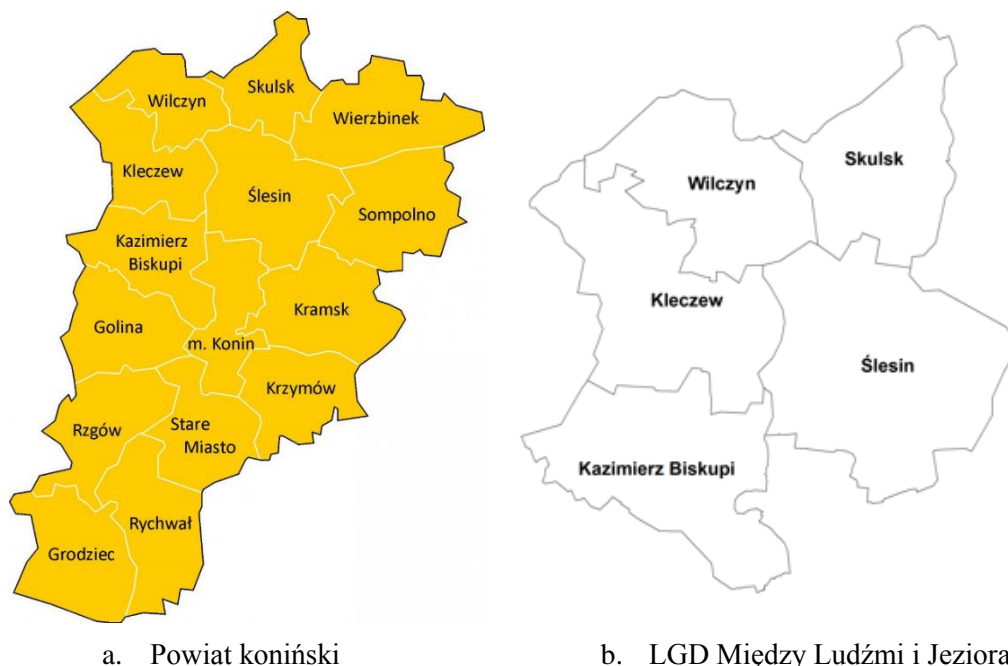 Skulsk
Wilczyn
Wierzbinek
Kleczew
Ślesin
Sompolno
Kazimierz
Biskupi
Kramsk
Golina
m. Konin
Krzymów
Rzgów
Stare
Miasto
Rychwał
Grodziec
Skulsk
Wilczyn
Kleczew
Ślesin
Kazimierz Biskupi
a. Powiat koniński
b. LGD Między Ludźmi i Jeziora